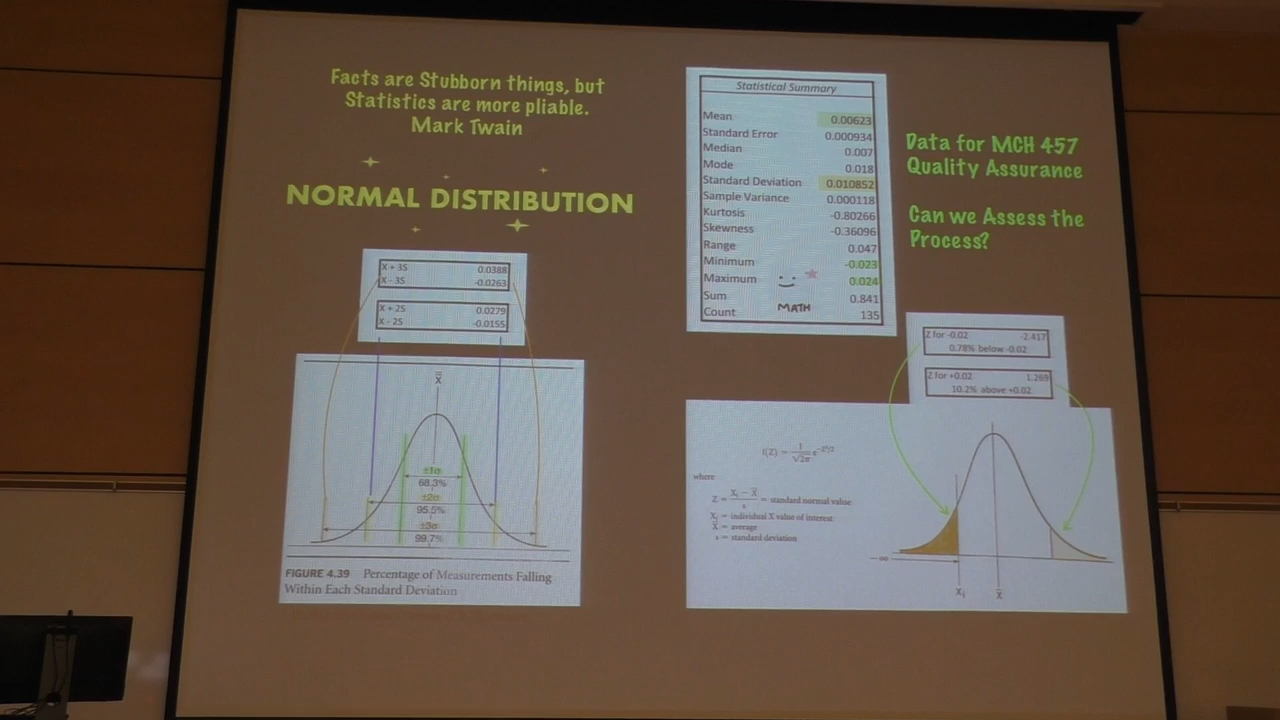 Facts are Stubborn things, but
Statistics are more pliable.
Mark Twain
NORMAL DISTRIBUTION
X + 3S 0.0388
X - 3S -0.0263
X + 2S 0.0279
X - 2S -0.0155
X̿
±1σ
68.3%
±2σ
95.5%
±3σ
99.7%
FIGURE 4.39 Percentage of Measurements Falling
Within Each Standard Deviation
Statistical Summary
Mean 0.00623
Standard Error 0.000934
Median 0.007
Mode 0.018
Standard Deviation 0.010852
Sample Variance 0.000118
Kurtosis -0.80266
Skewness -0.36096
Range 0.047
Minimum -0.023
Maximum 0.024
Sum 0.841
Count 135
MATH
Data for MCH 457
Quality Assurance
Can we Assess the
Process?
Z for -0.02 -2.417
0.78% below -0.02
Z for +0.02 1.269
10.2% above +0.02
f(Z) = 1/√2π e^-Z²/2
where
Z = Xi − X̄ / s = standard normal value
Xi = individual X value of interest
X̄ = average
s = standard deviation
−∞
Xi X̄